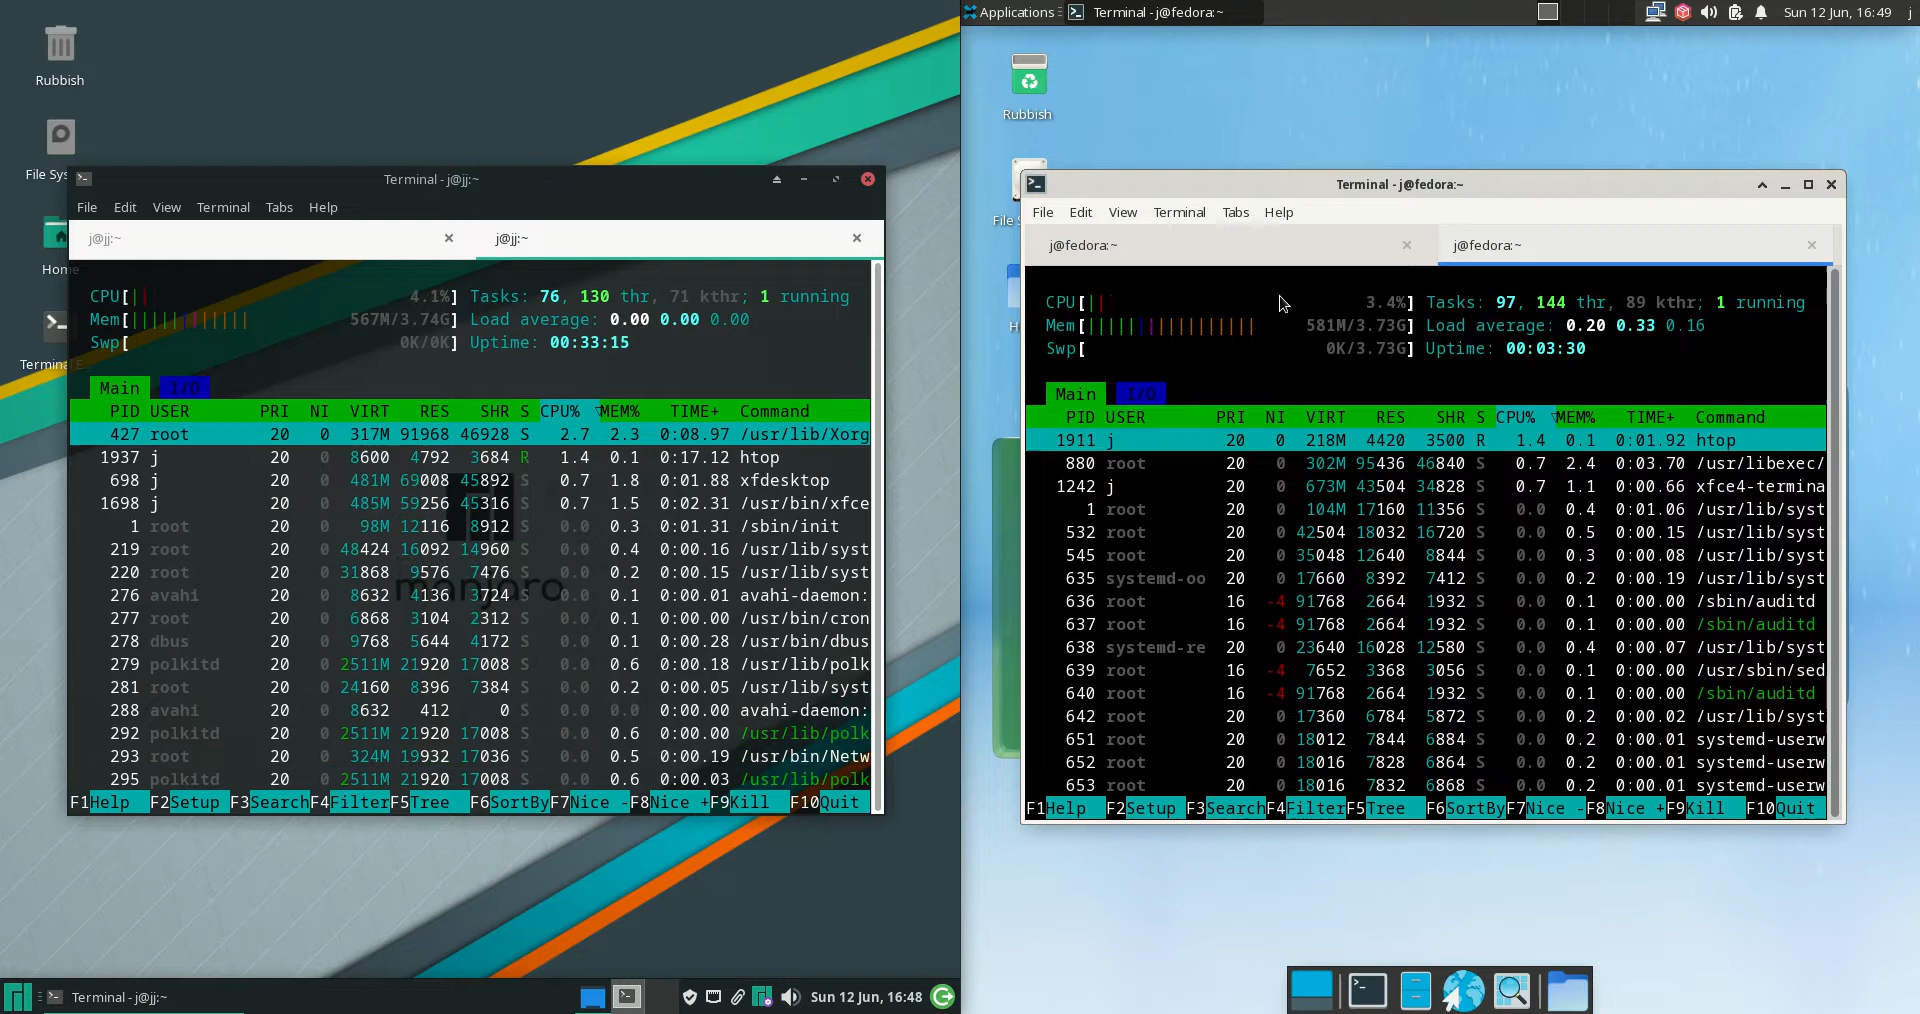 Rubbish
File Sys
Home
Terminal E
Terminal - j@jj:~
File Edit View Terminal Tabs Help
j@jj:~ j@jj:~
CPU[|| 4.1%] Tasks: 76, 130 thr, 71 kthr; 1 running
Mem[|||||||||||||| 567M/3.74G] Load average: 0.00 0.00 0.00
Swp[ 0K/0K] Uptime: 00:33:15
Main I/O
PID USER PRI NI VIRT RES SHR S CPU%▽MEM% TIME+ Command
427 root 20 0 317M 91968 46928 S 2.7 2.3 0:08.97 /usr/lib/Xorg
1937 j 20 0 8600 4792 3684 R 1.4 0.1 0:17.12 htop
698 j 20 0 481M 69008 45892 S 0.7 1.8 0:01.88 xfdesktop
1698 j 20 0 485M 59256 45316 S 0.7 1.5 0:02.31 /usr/bin/xfce
1 root 20 0 98M 12116 8912 S 0.0 0.3 0:01.31 /sbin/init
219 root 20 0 48424 16092 14960 S 0.0 0.4 0:00.16 /usr/lib/syst
220 root 20 0 31868 9576 7476 S 0.0 0.2 0:00.15 /usr/lib/syst
276 avahi 20 0 8632 4136 3724 S 0.0 0.1 0:00.01 avahi-daemon:
277 root 20 0 6868 3104 2312 S 0.0 0.1 0:00.00 /usr/bin/cron
278 dbus 20 0 9768 5644 4172 S 0.0 0.1 0:00.28 /usr/bin/dbus
279 polkitd 20 0 2511M 21920 17008 S 0.0 0.6 0:00.18 /usr/lib/polk
281 root 20 0 24160 8396 7384 S 0.0 0.2 0:00.05 /usr/lib/syst
288 avahi 20 0 8632 412 0 S 0.0 0.0 0:00.00 avahi-daemon:
292 polkitd 20 0 2511M 21920 17008 S 0.0 0.6 0:00.00 /usr/lib/polk
293 root 20 0 324M 19932 17036 S 0.0 0.5 0:00.19 /usr/bin/Netw
295 polkitd 20 0 2511M 21920 17008 S 0.0 0.6 0:00.03 /usr/lib/polk
F1Help F2Setup F3SearchF4FilterF5Tree F6SortByF7Nice -F8Nice +F9Kill F10Quit
manjaro
Terminal - j@jj:~ Sun 12 Jun, 16:48
Applications Terminal - j@fedora:~ Sun 12 Jun, 16:49 j
Rubbish
File S
H
Terminal - j@fedora:~
File Edit View Terminal Tabs Help
j@fedora:~ j@fedora:~
CPU[|| 3.4%] Tasks: 97, 144 thr, 89 kthr; 1 running
Mem[||||||||||||||||| 581M/3.73G] Load average: 0.20 0.33 0.16
Swp[ 0K/3.73G] Uptime: 00:03:30
Main I/O
PID USER PRI NI VIRT RES SHR S CPU%▽MEM% TIME+ Command
1911 j 20 0 218M 4420 3500 R 1.4 0.1 0:01.92 htop
880 root 20 0 302M 95436 46840 S 0.7 2.4 0:03.70 /usr/libexec/
1242 j 20 0 673M 43504 34828 S 0.7 1.1 0:00.66 xfce4-termina
1 root 20 0 104M 17160 11356 S 0.0 0.4 0:01.06 /usr/lib/syst
532 root 20 0 42504 18032 16720 S 0.0 0.5 0:00.15 /usr/lib/syst
545 root 20 0 35048 12640 8844 S 0.0 0.3 0:00.08 /usr/lib/syst
635 systemd-oo 20 0 17660 8392 7412 S 0.0 0.2 0:00.19 /usr/lib/syst
636 root 16 -4 91768 2664 1932 S 0.0 0.1 0:00.00 /sbin/auditd
637 root 16 -4 91768 2664 1932 S 0.0 0.1 0:00.00 /sbin/auditd
638 systemd-re 20 0 23640 16028 12580 S 0.0 0.4 0:00.07 /usr/lib/syst
639 root 16 -4 7652 3368 3056 S 0.0 0.1 0:00.00 /usr/sbin/sed
640 root 16 -4 91768 2664 1932 S 0.0 0.1 0:00.00 /sbin/auditd
642 root 20 0 17360 6784 5872 S 0.0 0.2 0:00.02 /usr/lib/syst
651 root 20 0 18012 7844 6884 S 0.0 0.2 0:00.01 systemd-userw
652 root 20 0 18016 7828 6864 S 0.0 0.2 0:00.01 systemd-userw
653 root 20 0 18016 7832 6868 S 0.0 0.2 0:00.01 systemd-userw
F1Help F2Setup F3SearchF4FilterF5Tree F6SortByF7Nice -F8Nice +F9Kill F10Quit